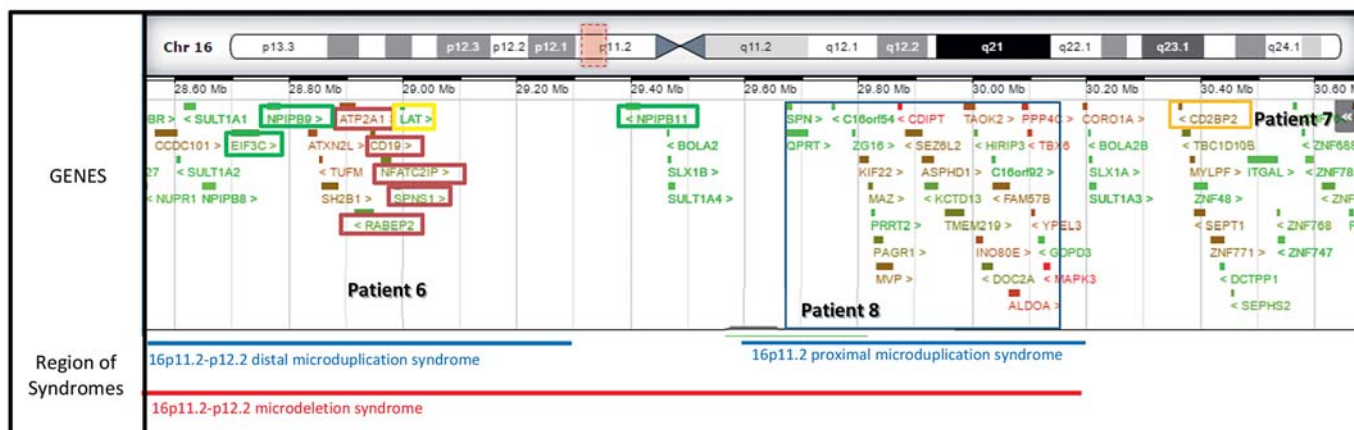 Chr 16 p13.3 p12.3 p12.2 p12.1 p11.2 q11.2 q12.1 q12.2 q21 q22.1 q23.1 q24.1
28.60 Mb 28.80 Mb 29.00 Mb 29.20 Mb 29.40 Mb 29.60 Mb 29.80 Mb 30.00 Mb 30.20 Mb 30.40 Mb 30.60
GENES
BR > < SULT1A1 NPIPB9 > ATP2A1 > LAT > < NPIPB11 SPN > < C16orf54 < CDIPT TAOK2 > PPP4C > CORO1A > < CD2BP2 Patient 7 «
CCDC101 > EIF3C > ATXN2L > CD19 > < BOLA2 QPRT > ZG16 > < SEZ6L2 < HIRIP3 < TBX6 < BOLA2B < TBC1D10B ZNF688
27 < SULT1A2 < TUFM NFATC2IP > SLX1B > KIF22 > ASPHD1 > C16orf92 > SLX1A > MYLPF > ITGAL >
< NUPR1 NPIPB8 > SH2B1 > SPNS1 > SULT1A4 > MAZ > < KCTD13 < FAM57B SULT1A3 > ZNF48 >
< RABEP2 PRRT2 > TMEM219 > < YPEL3 < SEPT1 < ZNF768
PAGR1 > INO80E > < GDPD3 ZNF771 > < ZNF747
Patient 6 MVP > < DOC2A < MAPK3 < DCTPP1
Patient 8 ALDOA > < SEPHS2
Region of
Syndromes
16p11.2-p12.2 distal microduplication syndrome 16p11.2 proximal microduplication syndrome
16p11.2-p12.2 microdeletion syndrome